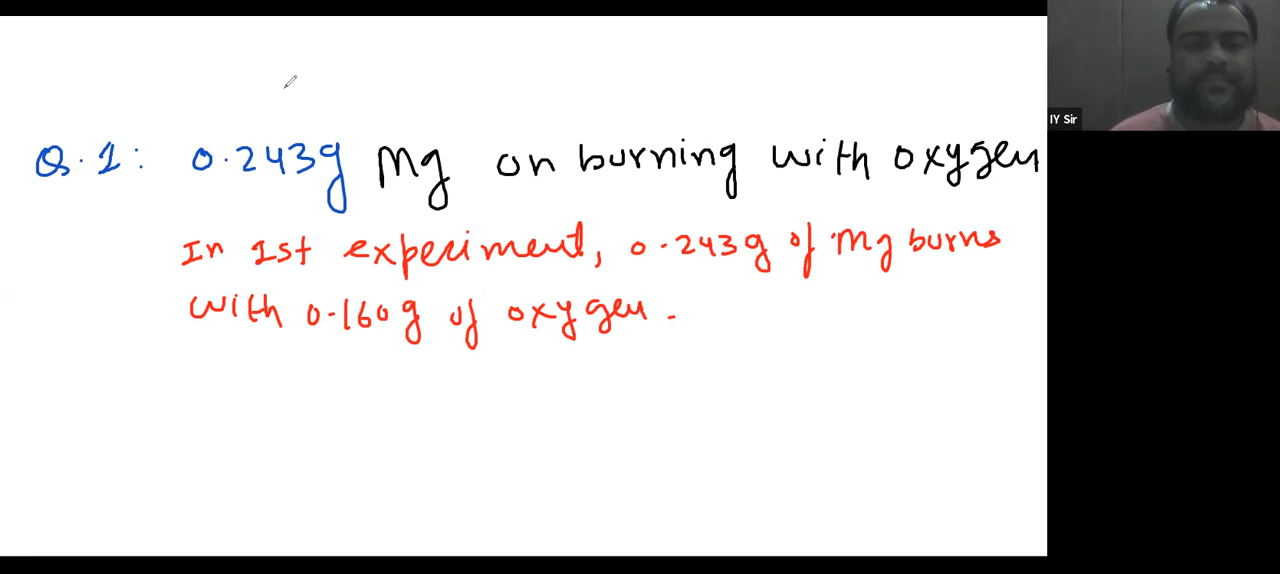 Q.1: 0.243g Mg on burning with oxygen
In 1st experiment, 0.243g of Mg burns
with 0.160g of oxygen.
IY Sir